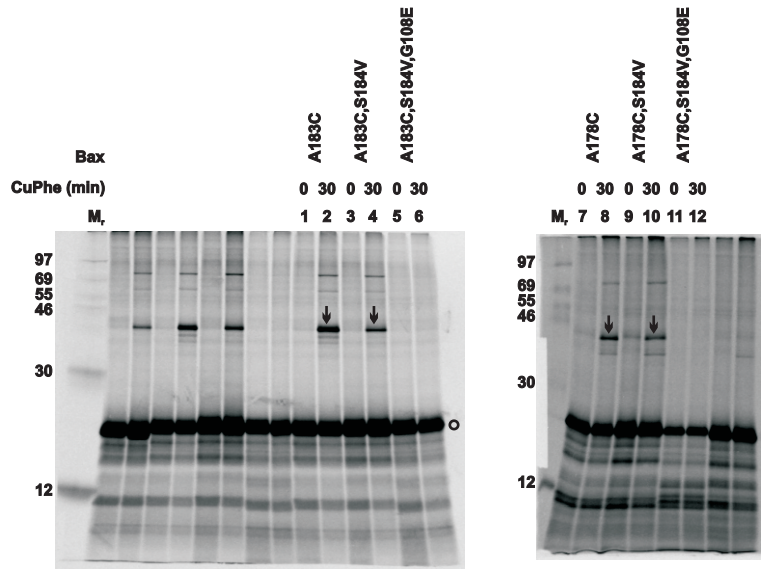 A183C
A183C,S184V
A183C,S184V,G108E
A178C
A178C,S184V
A178C,S184V,G108E
Bax
CuPhe (min) 0 30 0 30 0 30 0 30 0 30 0 30
Mr 1 2 3 4 5 6 Mr 7 8 9 10 11 12
97 97
69 69
55 55
46 46
30 30
12 12